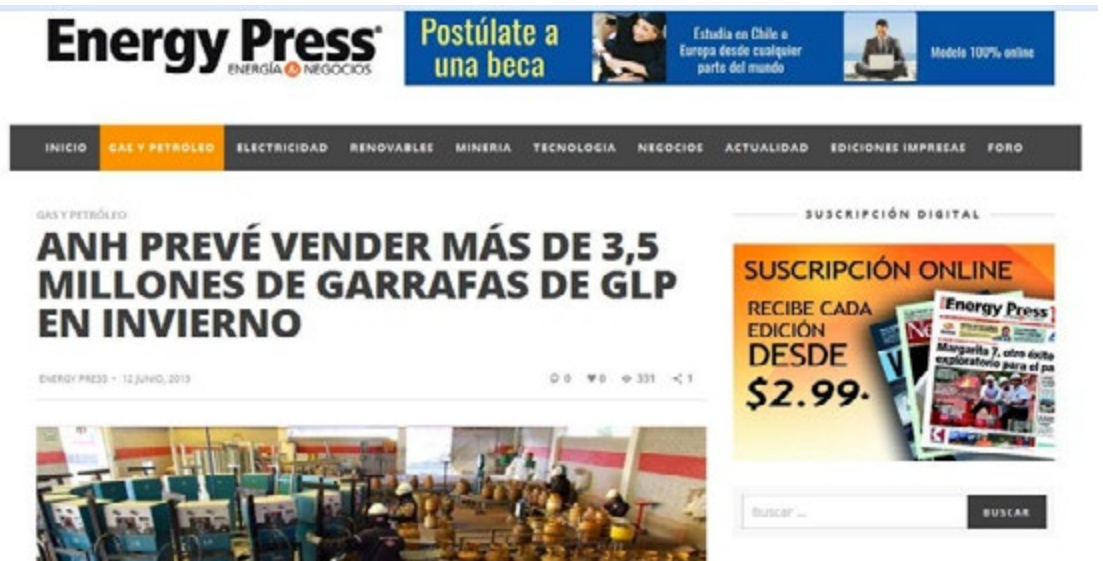 Energy Press
ENERGÍA & NEGOCIOS
Postúlate a
una beca
Estudia en Chile o
Europa desde cualquier
parte del mundo
Modelo 100% online
INICIO GAS Y PETRÓLEO ELECTRICIDAD RENOVABLES MINERIA TECNOLOGIA NEGOCIOS ACTUALIDAD EDICIONES IMPRESAS FORO
GAS Y PETRÓLEO
ANH PREVÉ VENDER MÁS DE 3,5
MILLONES DE GARRAFAS DE GLP
EN INVIERNO
ENERGY PRESS • 12 JUNIO, 2015
0 0 331 1
SUSCRIPCIÓN DIGITAL
SUSCRIPCIÓN ONLINE
RECIBE CADA
EDICIÓN
DESDE
$2.99.
Energy Press
Margarita 7, otro éxito
exploratorio para el pa
Buscar ...
BUSCAR